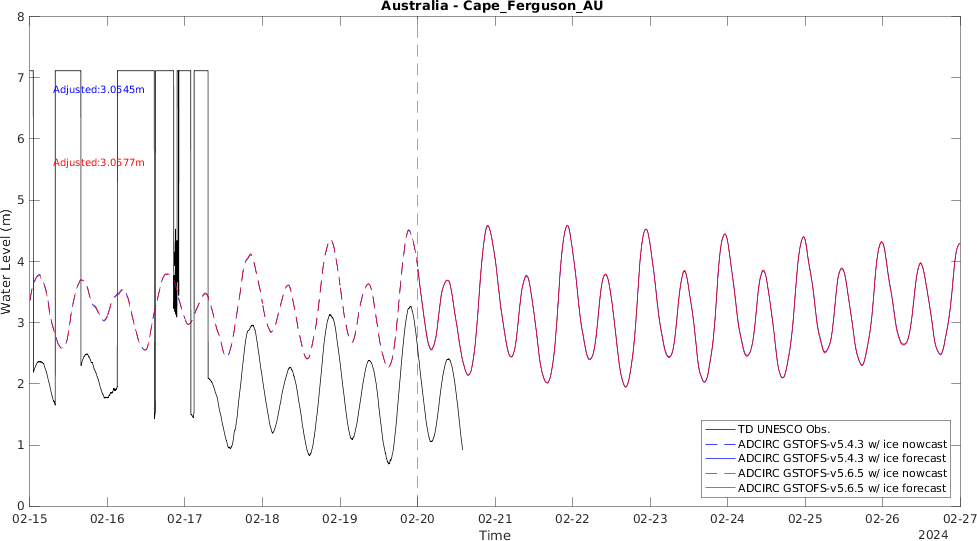 Australia - Cape_Ferguson_AU
8
7
6
5
4
3
2
1
0
Water Level (m)
Adjusted:3.0545m
Adjusted:3.0577m
TD UNESCO Obs.
ADCIRC GSTOFS-v5.4.3 w/ ice nowcast
ADCIRC GSTOFS-v5.4.3 w/ ice forecast
ADCIRC GSTOFS-v5.6.5 w/ ice nowcast
ADCIRC GSTOFS-v5.6.5 w/ ice forecast
02-15 02-16 02-17 02-18 02-19 02-20 02-21 02-22 02-23 02-24 02-25 02-26 02-27
Time
2024